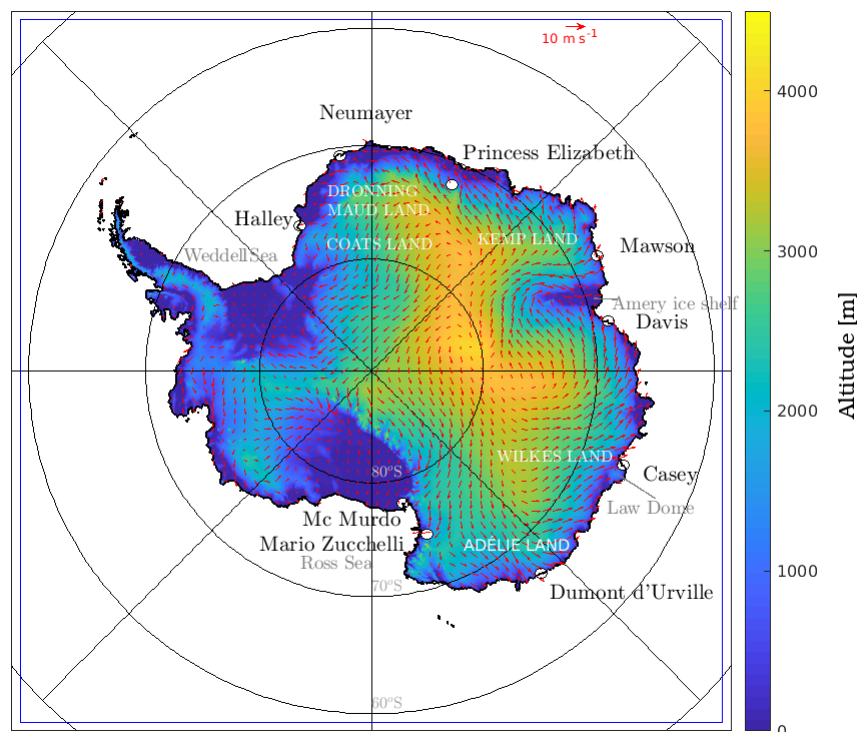 10 m s-1
4000
Neumayer
Princess Elizabeth
DRONNING
MAUD LAND
Halley
COATS LAND
KEMP LAND
Mawson
Weddell Sea
3000
Amery ice shelf
Davis
Altitude [m]
2000
WILKES LAND
80°S
Casey
Law Dome
Mc Murdo
Mario Zucchelli
ADÉLIE LAND
Ross Sea
1000
70°S
Dumont d'Urville
60°S
0